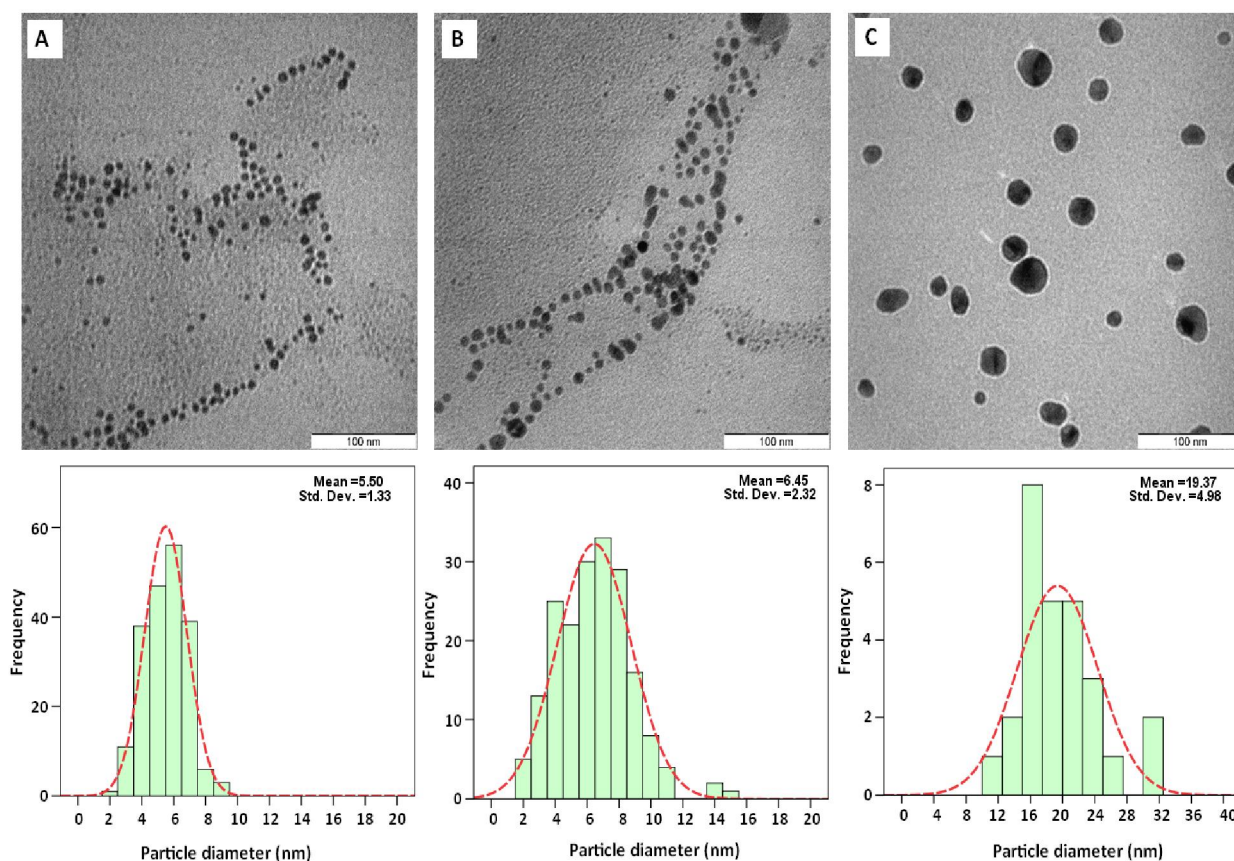 A
B
C
100 nm
100 nm
100 nm
Mean =5.50
Std. Dev. =1.33
60
40
20
0
Frequency
0 2 4 6 8 10 12 14 16 18 20
Particle diameter (nm)
Mean =6.45
Std. Dev. =2.32
40
30
20
10
0
Frequency
0 2 4 6 8 10 12 14 16 18 20
Particle diameter (nm)
Mean =19.37
Std. Dev. =4.98
8
6
4
2
0
Frequency
0 4 8 12 16 20 24 28 32 36 40
Particle diameter (nm)